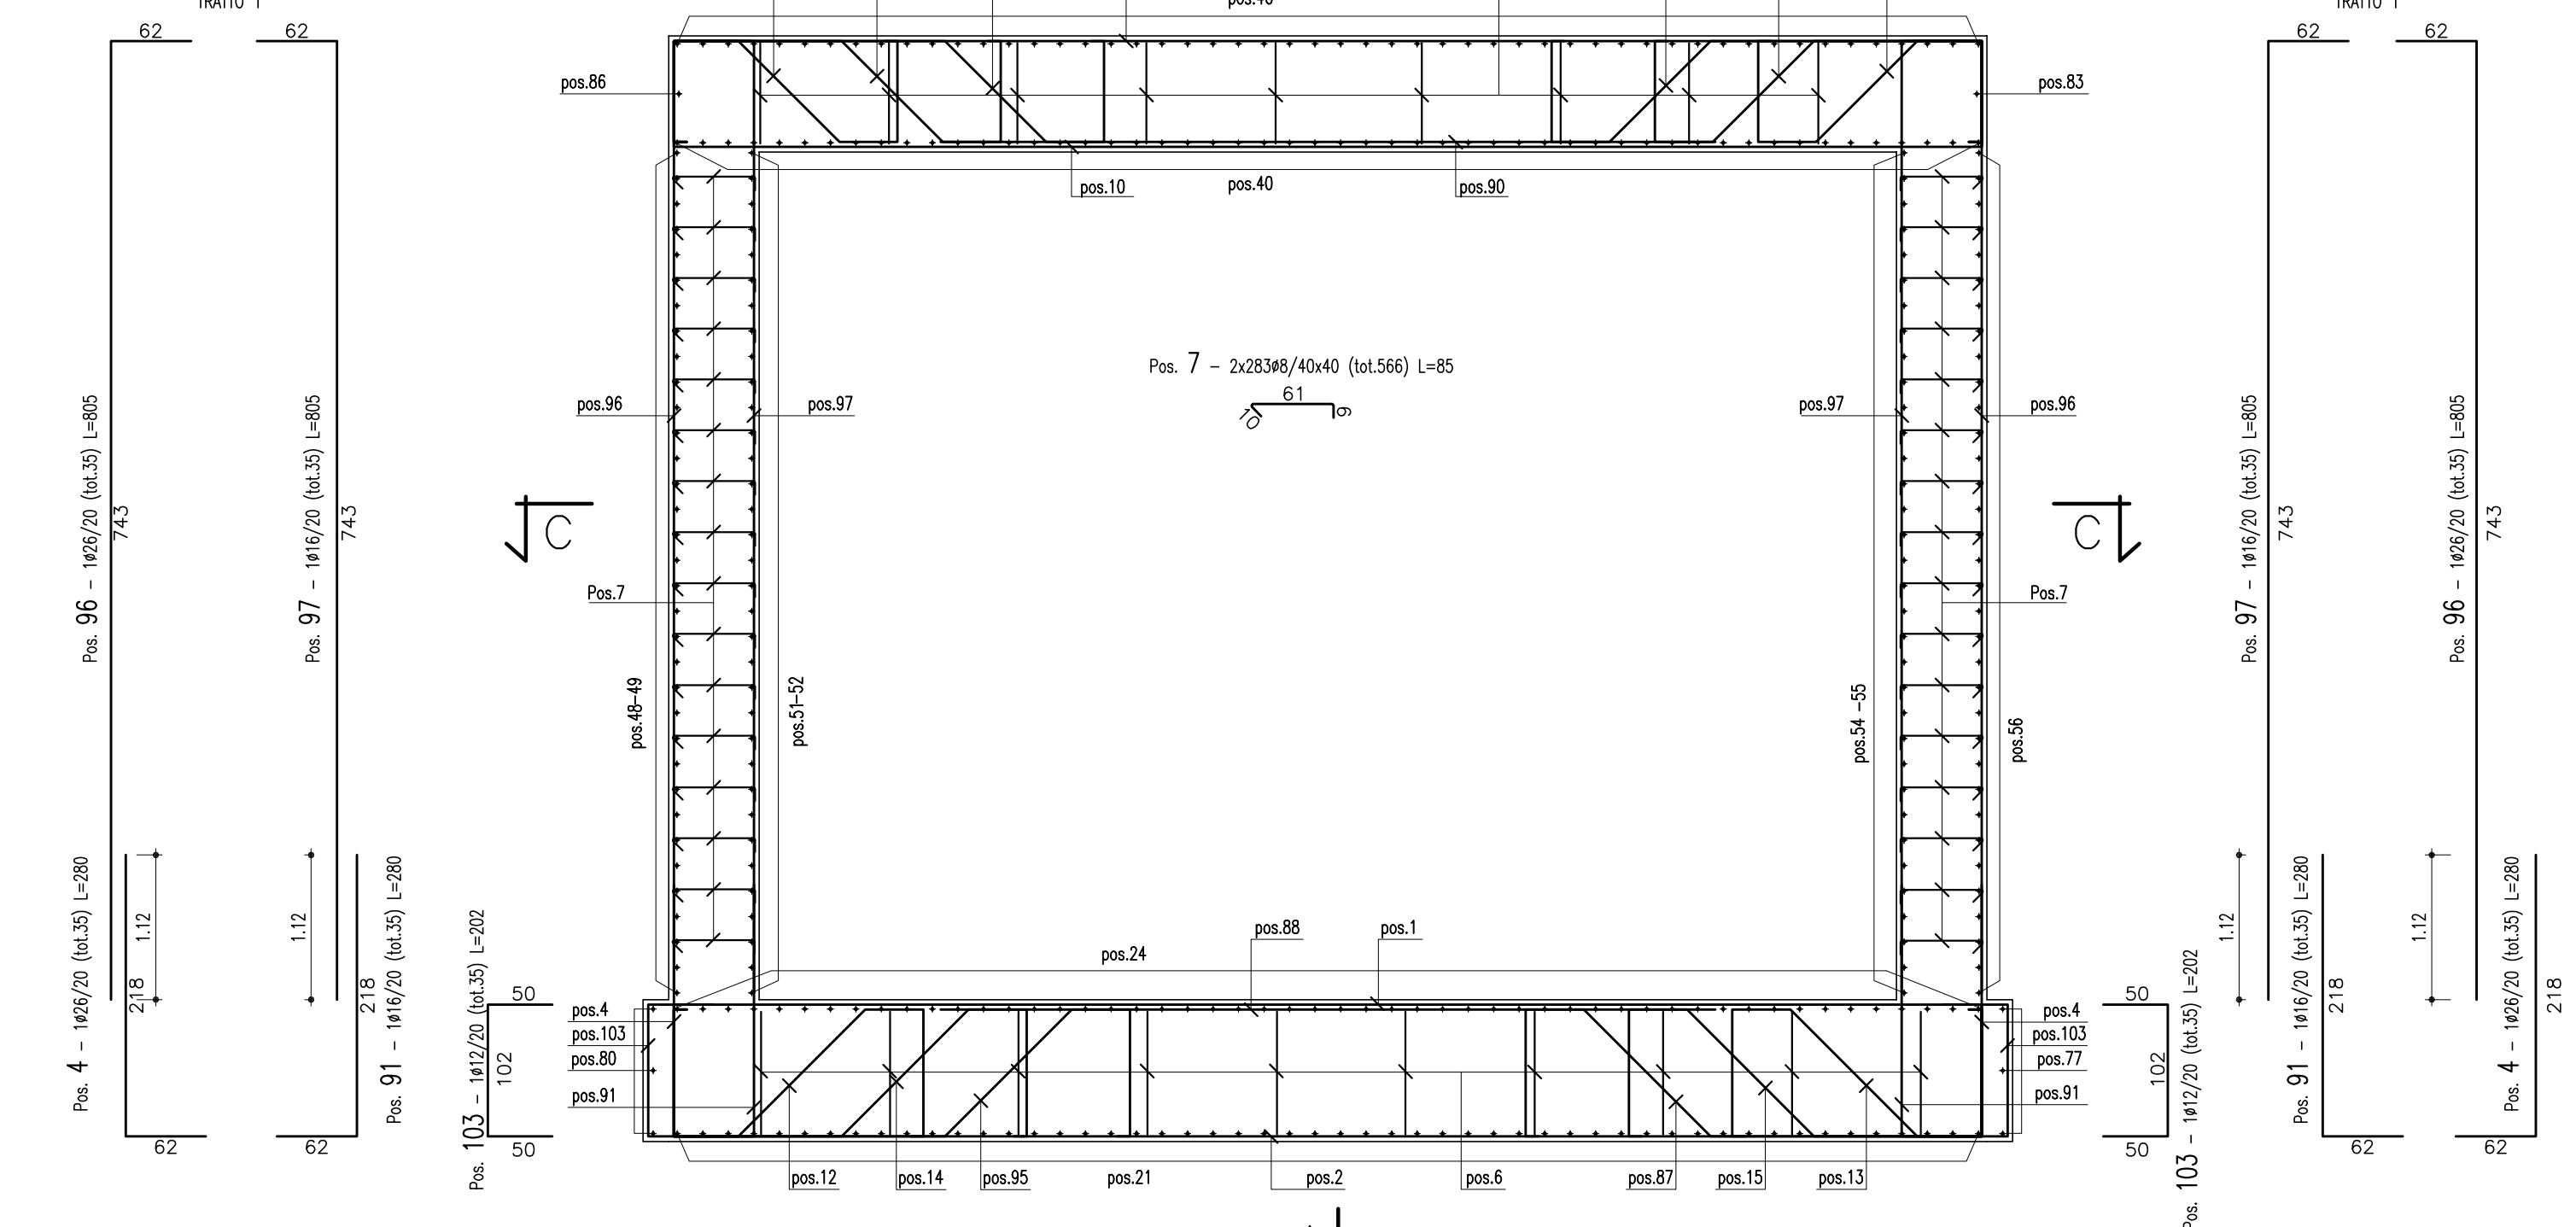 TRATTO 1
pos.40
TRATTO 1
62
62
62
62
pos.86
pos.83
pos.10
pos.40
pos.90
Pos. 7 - 2x283ø8/40x40 (tot.566) L=85
61
10
9
pos.96
pos.97
pos.97
pos.96
Pos. 96 - 1ø26/20 (tot.35) L=805
743
Pos. 97 - 1ø16/20 (tot.35) L=805
743
Pos. 97 - 1ø16/20 (tot.35) L=805
743
Pos. 96 - 1ø26/20 (tot.35) L=805
743
C
C
Pos.7
Pos.7
pos.48-49
pos.51-52
pos.54 -55
pos.56
pos.88
pos.1
pos.24
Pos. 4 - 1ø26/20 (tot.35) L=280
1.12
218
1.12
218
Pos. 91 - 1ø16/20 (tot.35) L=280
Pos. 103 - 1ø12/20 (tot.35) L=202
50
102
50
pos.4
pos.103
pos.80
pos.91
pos.4
pos.103
pos.77
pos.91
50
102
50
Pos. 103 - 1ø12/20 (tot.35) L=202
1.12
Pos. 91 - 1ø16/20 (tot.35) L=280
218
1.12
Pos. 4 - 1ø26/20 (tot.35) L=280
218
62
62
62
62
pos.12
pos.14
pos.95
pos.21
pos.2
pos.6
pos.87
pos.15
pos.13